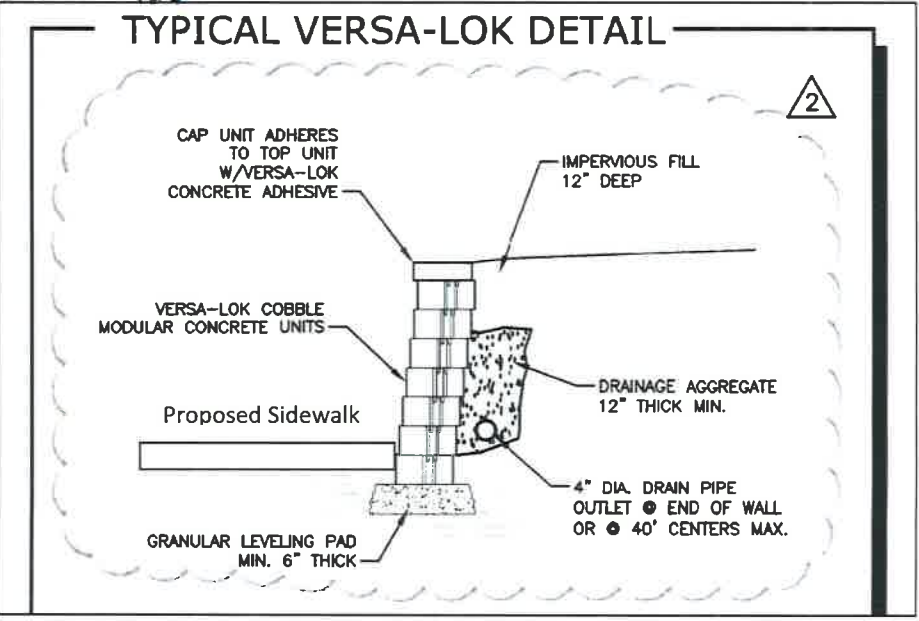 TYPICAL VERSA-LOK DETAIL
2
CAP UNIT ADHERES
TO TOP UNIT
W/VERSA-LOK
CONCRETE ADHESIVE
IMPERVIOUS FILL
12" DEEP
VERSA-LOK COBBLE
MODULAR CONCRETE UNITS
DRAINAGE AGGREGATE
12" THICK MIN.
Proposed Sidewalk
4" DIA. DRAIN PIPE
OUTLET @ END OF WALL
OR @ 40' CENTERS MAX.
GRANULAR LEVELING PAD
MIN. 6" THICK